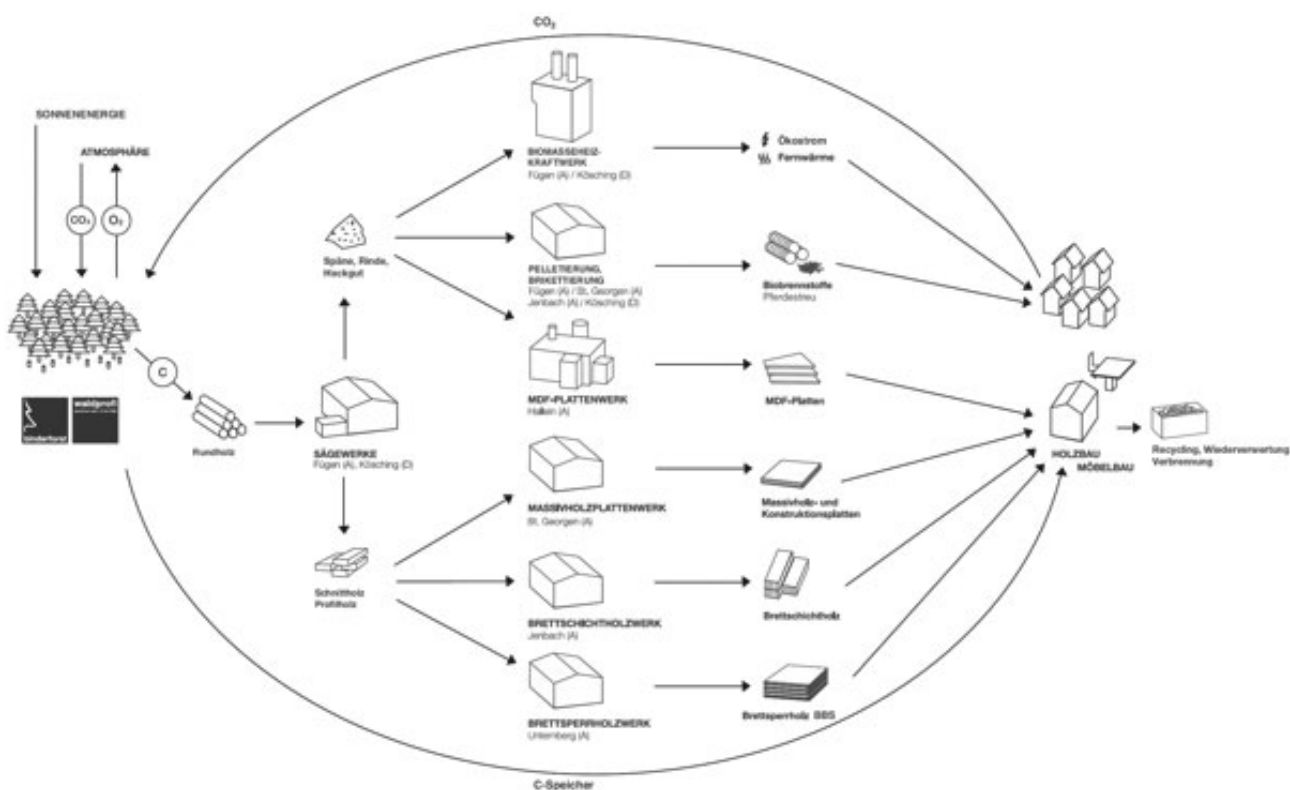 CO₂
SONNENENERGIE
ATMOSPHÄRE
CO₂
O₂
C
Rundholz
SÄGEWERKE
Fügen (A), Kösching (D)
Späne, Rinde,
Hackgut
Schnittholz
Profilholz
BIOMASSEHEIZ-
KRAFTWERK
Fügen (A) / Kösching (D)
PELLETIERUNG,
BRIKETTIERUNG
Fügen (A) / St. Georgen (A)
Jenbach (A) / Kösching (D)
MDF-PLATTENWERK
Hallein (A)
MASSIVHOLZPLATTENWERK
St. Georgen (A)
BRETTSCHICHTHOLZWERK
Jenbach (A)
BRETTSPERRHOLZWERK
Unternberg (A)
Ökostrom
Fernwärme
Biobrennstoffe
Pferdestreu
MDF-Platten
Massivholz- und
Konstruktionsplatten
Brettschichtholz
Brettsperrholz BBS
HOLZBAU
MÖBELBAU
Recycling, Wiederverwertung
Verbrennung
binderforst
waldprofi
C-Speicher